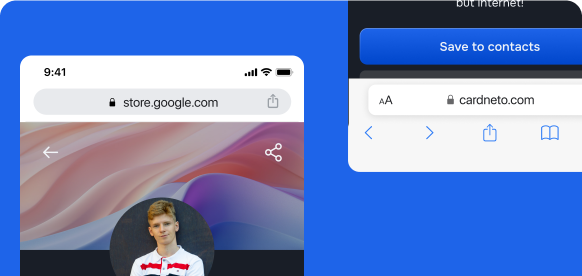 9:41
store.google.com
but internet!
Save to contacts
AA
cardneto.com